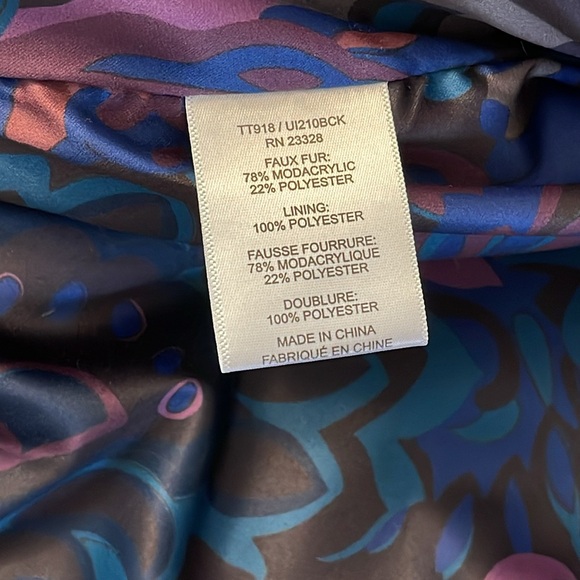 TT918 / UI210BCK
RN 23328
FAUX FUR:
78% MODACRYLIC
22% POLYESTER
LINING:
100% POLYESTER
FAUSSE FOURRURE:
78% MODACRYLIQUE
22% POLYESTER
DOUBLURE:
100% POLYESTER
MADE IN CHINA
FABRIQUÉ EN CHINE